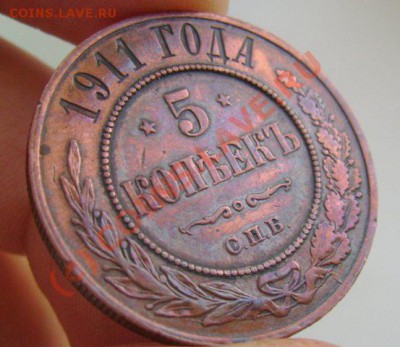 COINS.LAVE.RU
1911 ГОДА
5
КОПѢЕКЪ
С.П.Б.